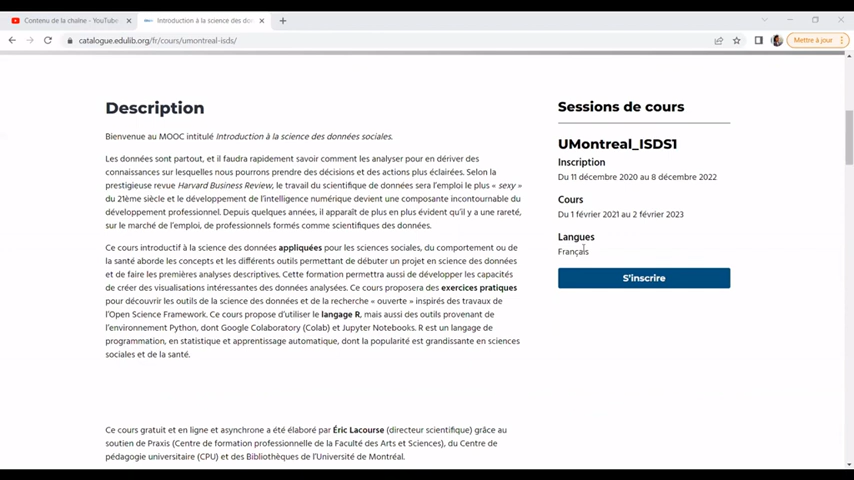 Contenu de la chaîne - YouTube
Introduction à la science des don
catalogue.edulib.org/fr/cours/umontreal-isds/
Mettre à jour
Description
Bienvenue au MOOC intitulé Introduction à la science des données sociales.
Les données sont partout, et il faudra rapidement savoir comment les analyser pour en dériver des
connaissances sur lesquelles nous pourrons prendre des décisions et des actions plus éclairées. Selon la
prestigieuse revue Harvard Business Review, le travail du scientifique de données sera l'emploi le plus « sexy »
du 21ème siècle et le développement de l'intelligence numérique devient une composante incontournable du
développement professionnel. Depuis quelques années, il apparaît de plus en plus évident qu'il y a une rareté,
sur le marché de l'emploi, de professionnels formés comme scientifiques des données.
Ce cours introductif à la science des données appliquées pour les sciences sociales, du comportement ou de
la santé aborde les concepts et les différents outils permettant de débuter un projet en science des données
et de faire les premières analyses descriptives. Cette formation permettra aussi de développer les capacités
de créer des visualisations intéressantes des données analysées. Ce cours proposera des exercices pratiques
pour découvrir les outils de la science des données et de la recherche « ouverte » inspirés des travaux de
l'Open Science Framework. Ce cours propose d'utiliser le langage R, mais aussi des outils provenant de
l'environnement Python, dont Google Colaboratory (Colab) et Jupyter Notebooks. R est un langage de
programmation, en statistique et apprentissage automatique, dont la popularité est grandissante en sciences
sociales et de la santé.
Ce cours gratuit et en ligne et asynchrone a été élaboré par Éric Lacourse (directeur scientifique) grâce au
soutien de Praxis (Centre de formation professionnelle de la Faculté des Arts et Sciences), du Centre de
pédagogie universitaire (CPU) et des Bibliothèques de l'Université de Montréal.
Sessions de cours
UMontreal_ISDS1
Inscription
Du 11 décembre 2020 au 8 décembre 2022
Cours
Du 1 février 2021 au 2 février 2023
Langues
Français
S'inscrire